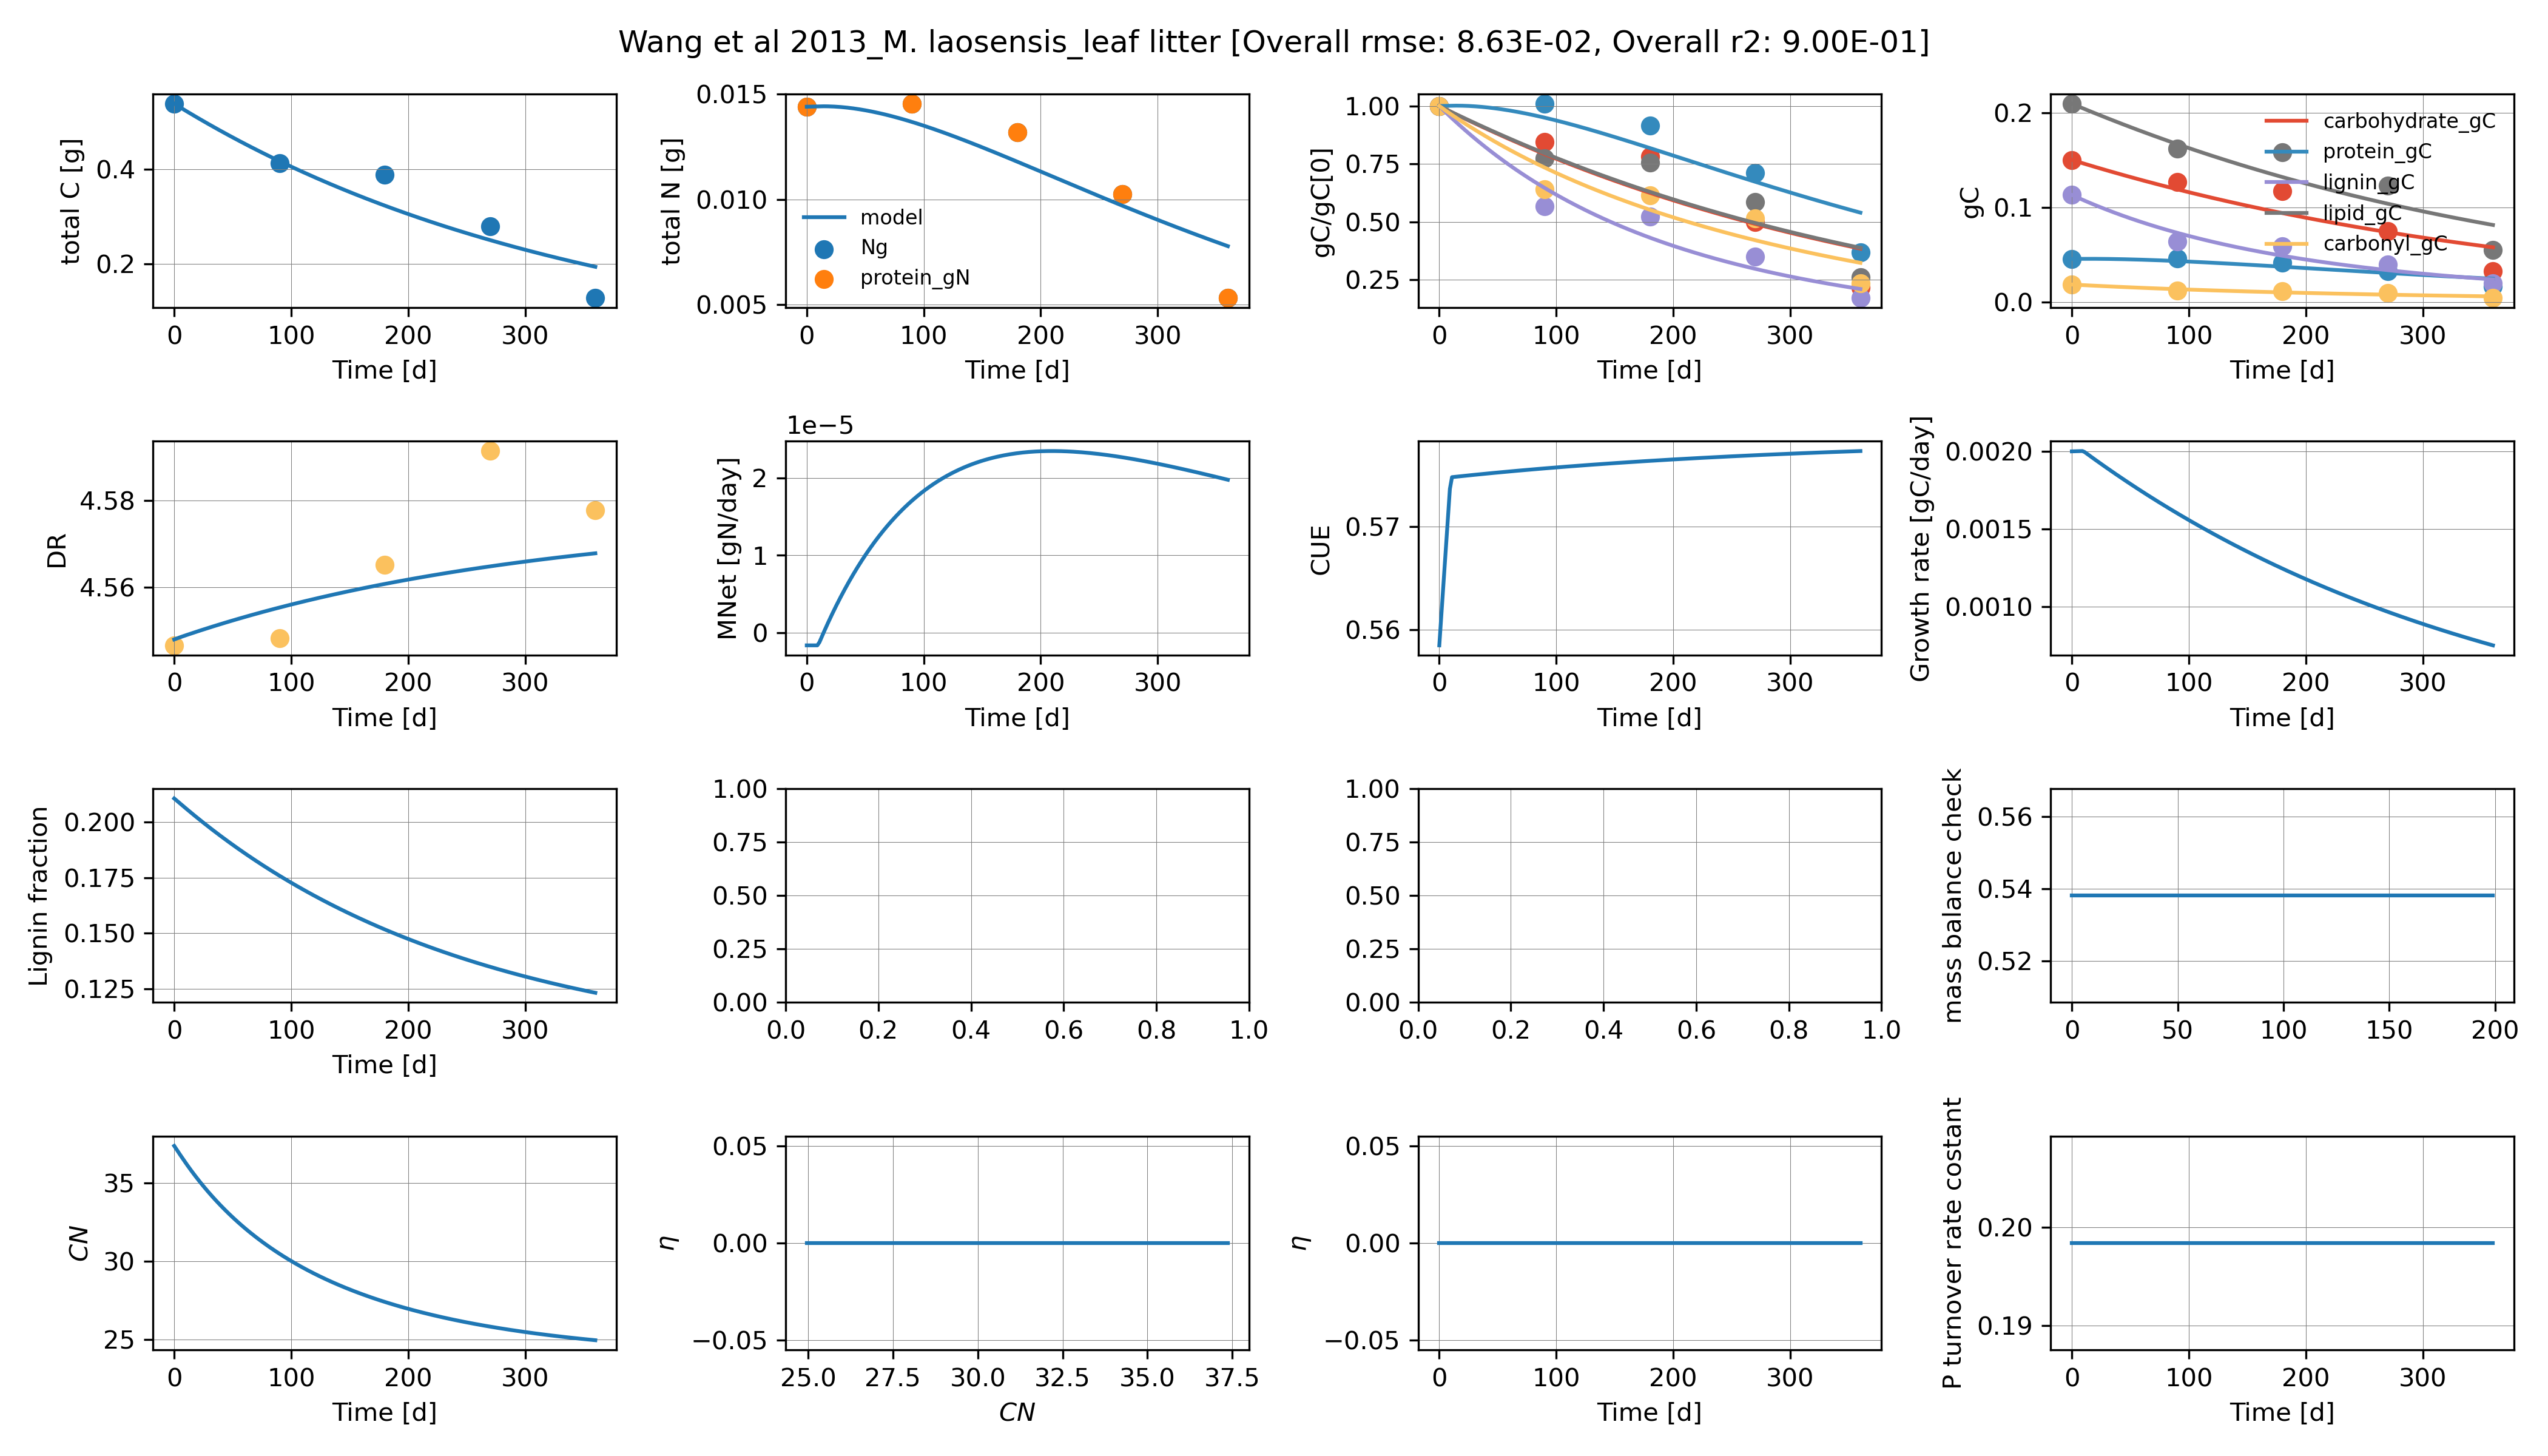 Wang et al 2013_M. laosensis_leaf litter [Overall rmse: 8.63E-02, Overall r2: 9.00E-01]
total C [g]
0.4
0.2
0 100 200 300
Time [d]
total N [g]
0.015
0.010
0.005
model
Ng
protein_gN
0 100 200 300
Time [d]
gC/gC[0]
1.00
0.75
0.50
0.25
0 100 200 300
Time [d]
gC
0.2
0.1
0.0
carbohydrate_gC
protein_gC
lignin_gC
lipid_gC
carbonyl_gC
0 100 200 300
Time [d]
DR
4.58
4.56
0 100 200 300
Time [d]
1e−5
MNet [gN/day]
2
1
0
0 100 200 300
Time [d]
CUE
0.57
0.56
0 100 200 300
Time [d]
Growth rate [gC/day]
0.0020
0.0015
0.0010
0 100 200 300
Time [d]
Lignin fraction
0.200
0.175
0.150
0.125
0 100 200 300
Time [d]
1.00
0.75
0.50
0.25
0.00
0.0 0.2 0.4 0.6 0.8 1.0
1.00
0.75
0.50
0.25
0.00
0.0 0.2 0.4 0.6 0.8 1.0
mass balance check
0.56
0.54
0.52
0 50 100 150 200
CN
35
30
25
0 100 200 300
Time [d]
η
0.05
0.00
−0.05
25.0 27.5 30.0 32.5 35.0 37.5
CN
η
0.05
0.00
−0.05
0 100 200 300
Time [d]
P turnover rate costant
0.20
0.19
0 100 200 300
Time [d]